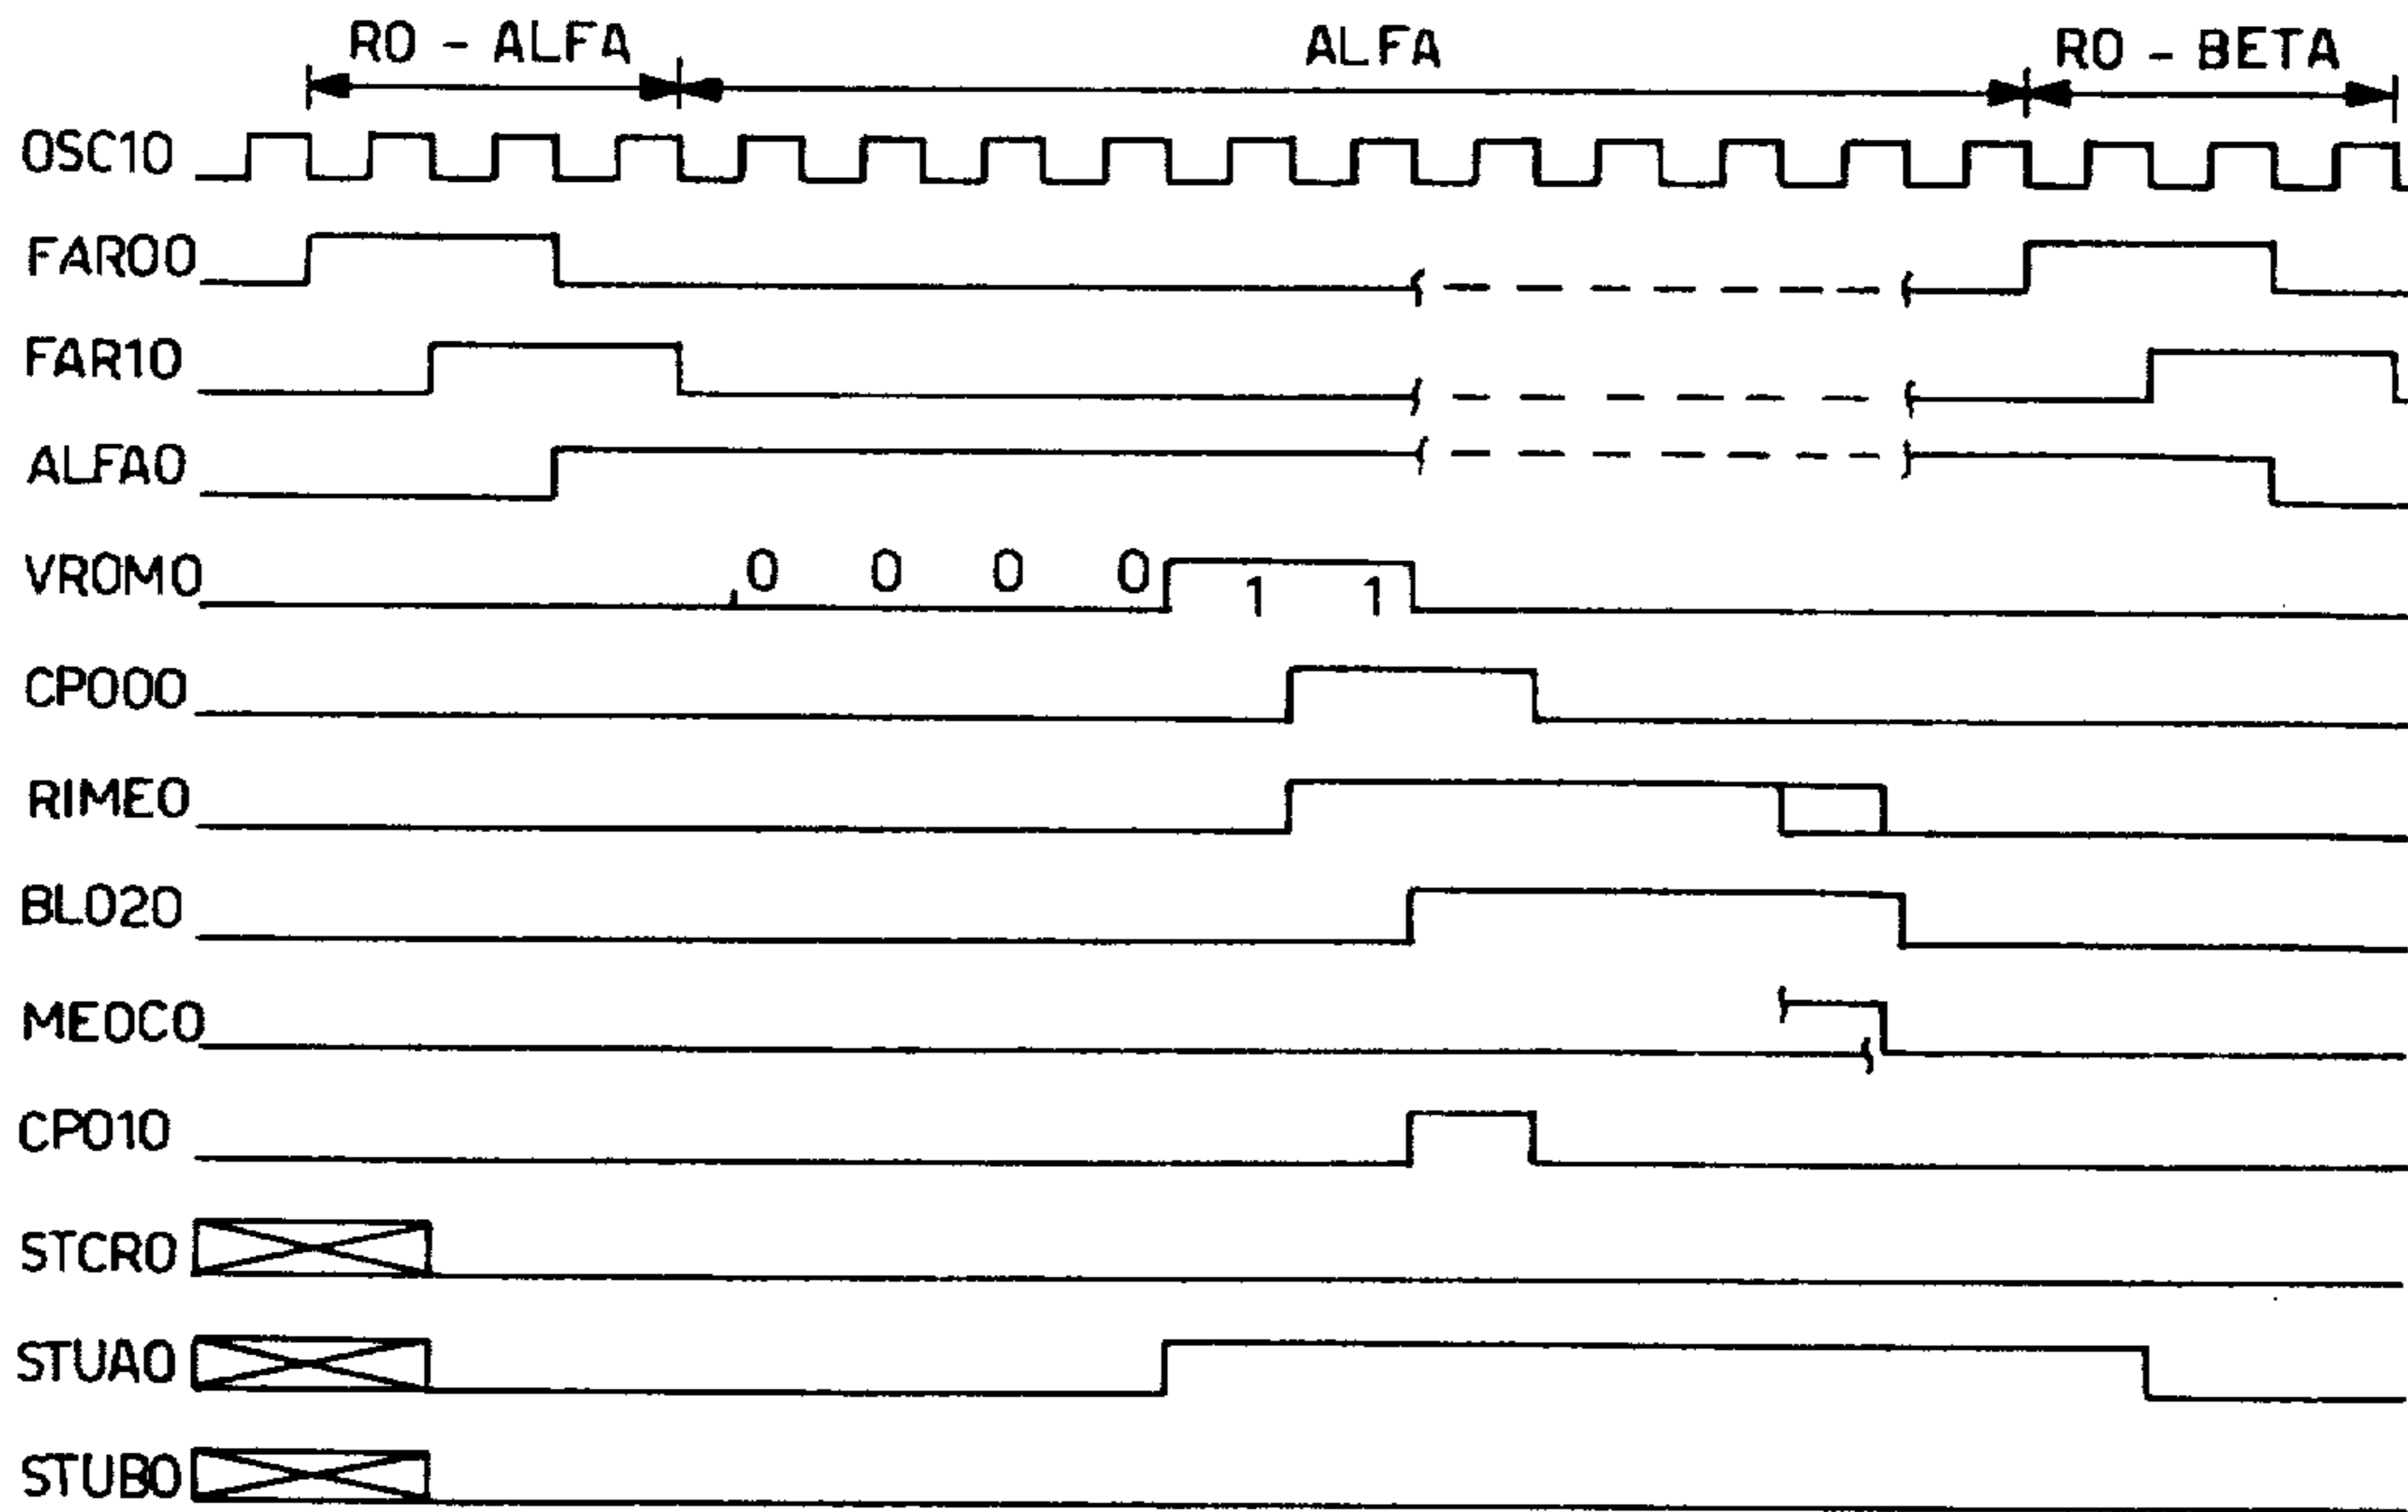 RO - ALFA ALFA RO - BETA
OSC10
FAR00
FAR10
ALFA0
VROM0 0 0 0 0 1 1
CP000
RIME0
BL020
ME0C0
CP010
STCR0
STUA0
STUB0